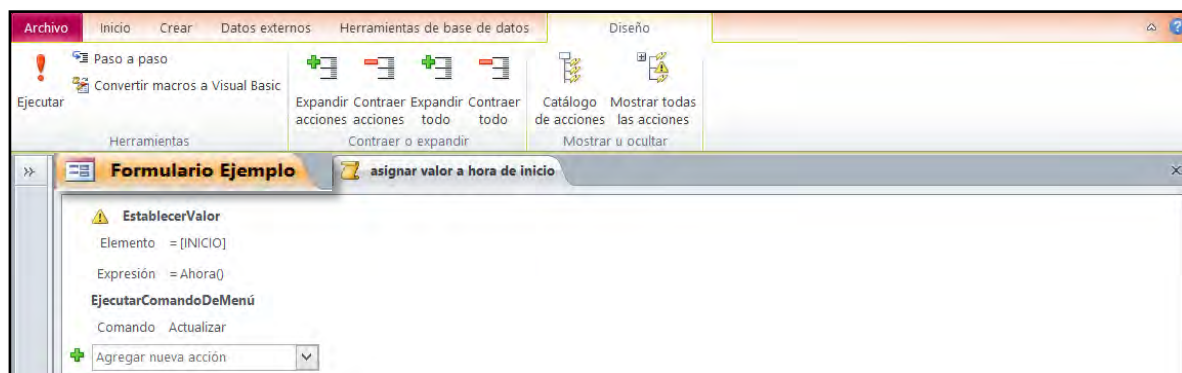 Archivo Inicio Crear Datos externos Herramientas de base de datos Diseño
Paso a paso
Convertir macros a Visual Basic
Ejecutar
Expandir acciones
Contraer acciones
Expandir todo
Contraer todo
Catálogo de acciones
Mostrar todas las acciones
Herramientas Contraer o expandir Mostrar u ocultar
Formulario Ejemplo asignar valor a hora de inicio
EstablecerValor
Elemento = [INICIO]
Expresión = Ahora()
EjecutarComandoDeMenú
Comando Actualizar
Agregar nueva acción